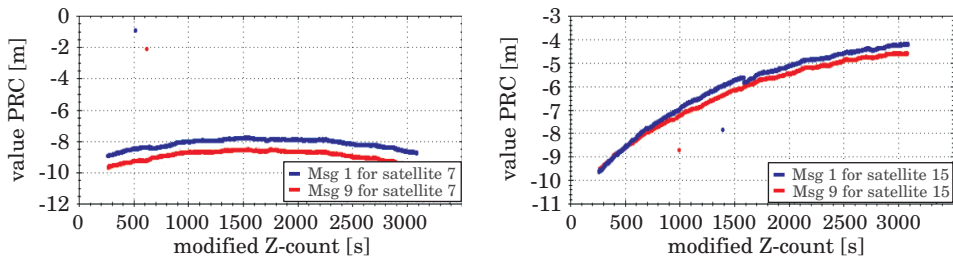 0
-2
-4
-6
-8
-10
-12
0 500 1000 1500 2000 2500 3000
value PRC [m]
modified Z-count [s]
Msg 1 for satellite 7
Msg 9 for satellite 7
-3
-4
-5
-6
-7
-8
-9
-10
-11
0 500 1000 1500 2000 2500 3000
value PRC [m]
modified Z-count [s]
Msg 1 for satellite 15
Msg 9 for satellite 15